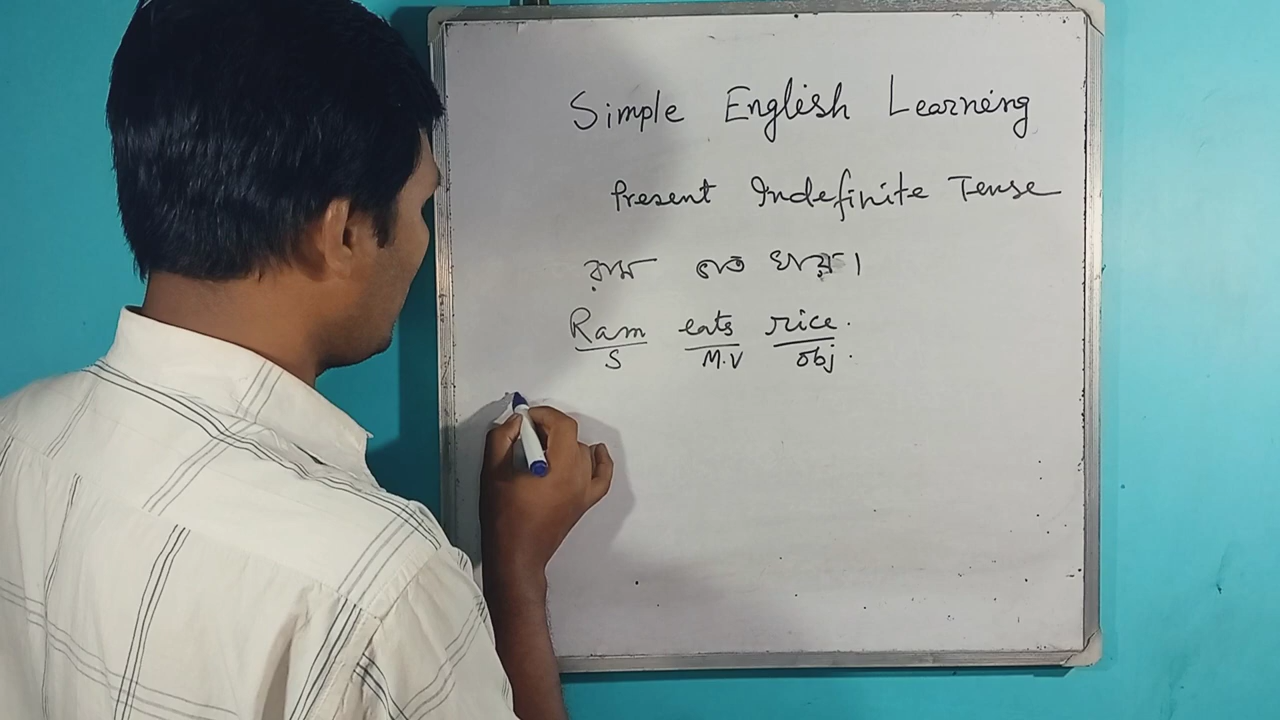 Simple English Learning
Present Indefinite Tense
রাম ভাত খায়।
Ram eats rice.
S M.V obj.